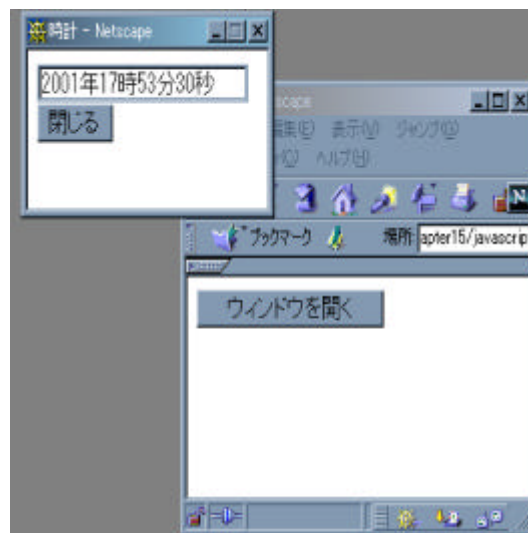 時計 - Netscape
2001年17時53分30秒
閉じる
scape
編集(E) 表示(V) ジャンプ(G)
ヘルプ(H)
ブックマーク 場所: apter15/javascrip
ウィンドウを開く